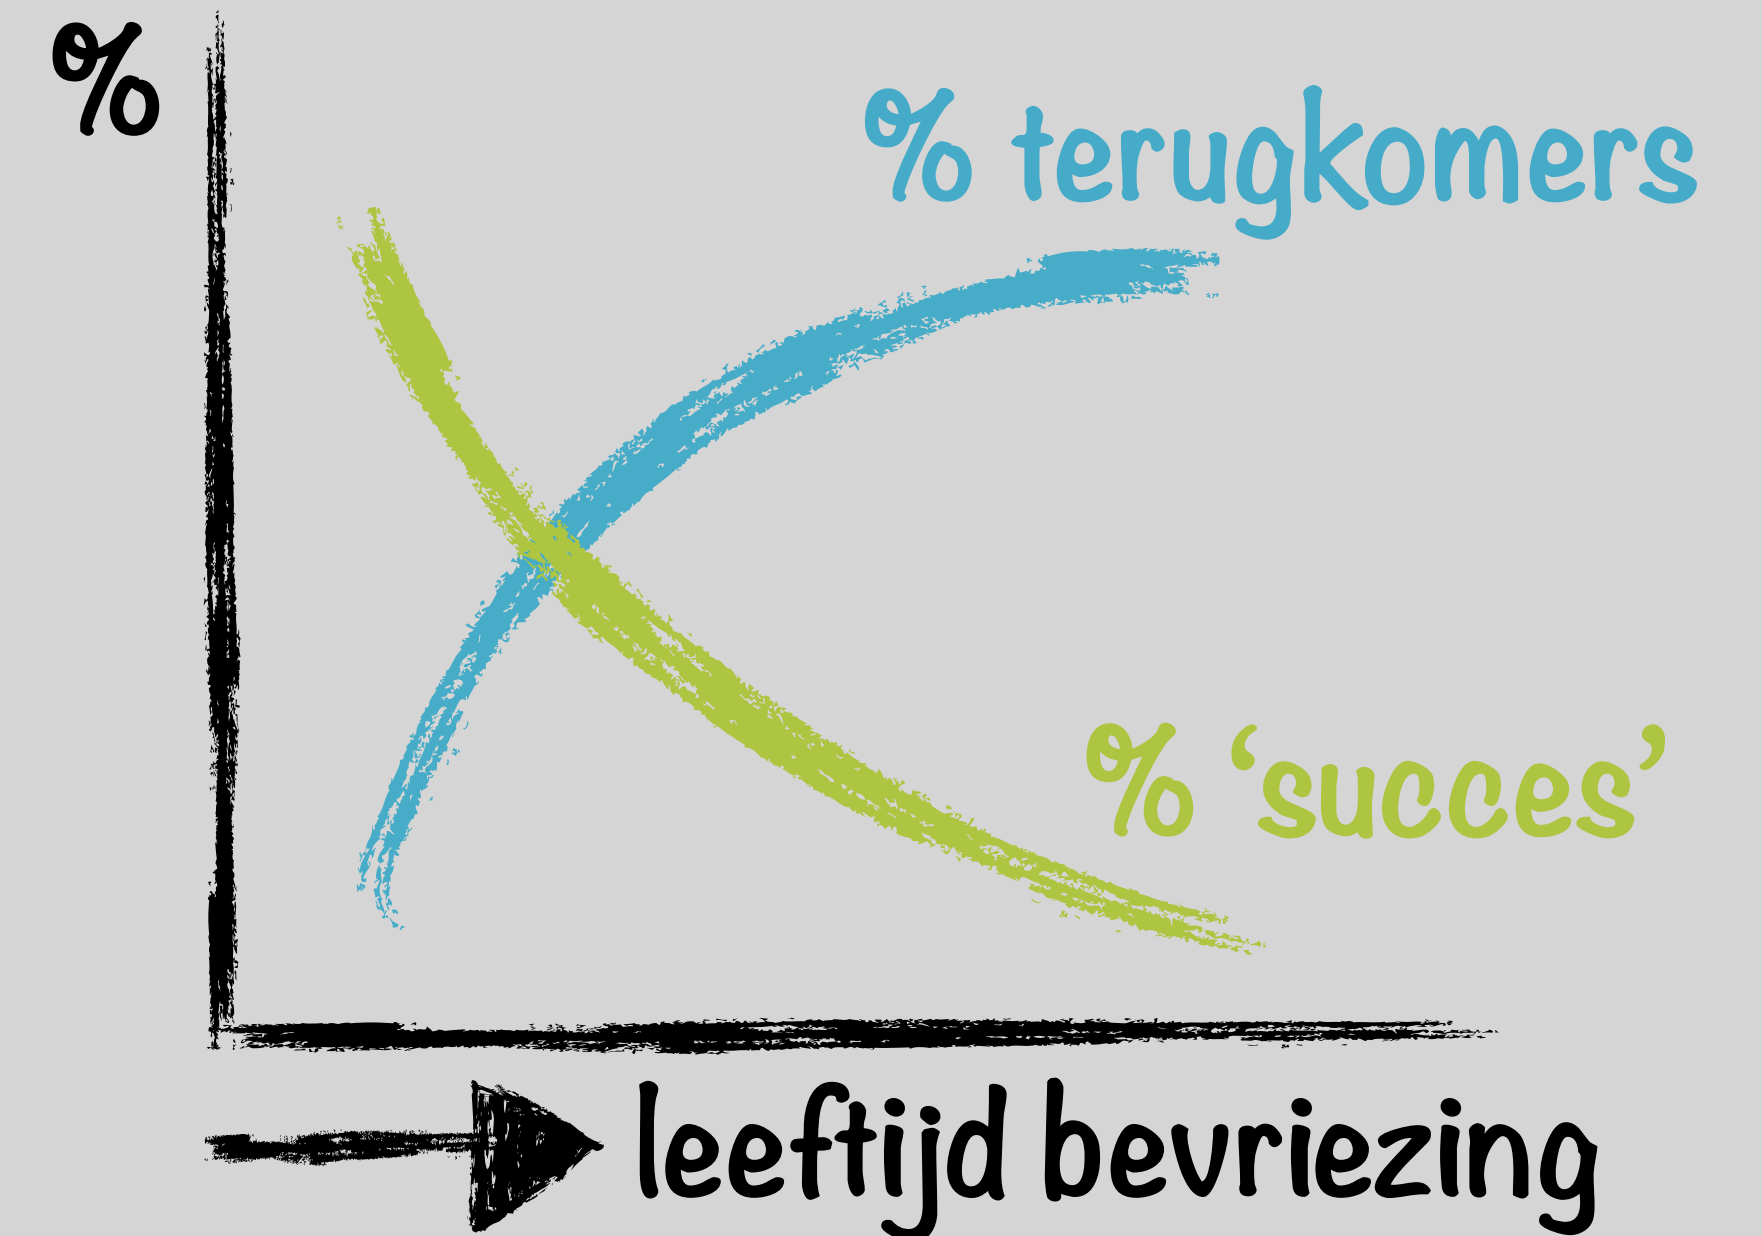 %
% terugkomers
% ‘succes’
leeftijd bevriezing